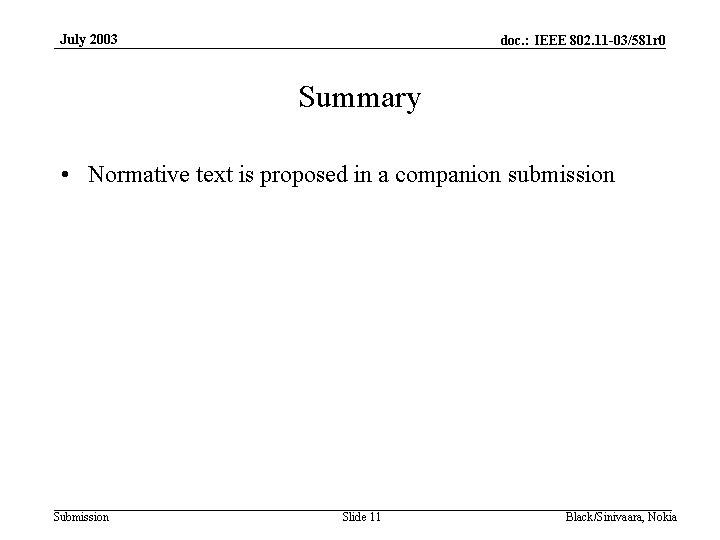 July 2003 doc.: IEEE 802.11-03/581r0
Summary
• Normative text is proposed in a companion submission
Submission Slide 11 Black/Sinivaara, Nokia